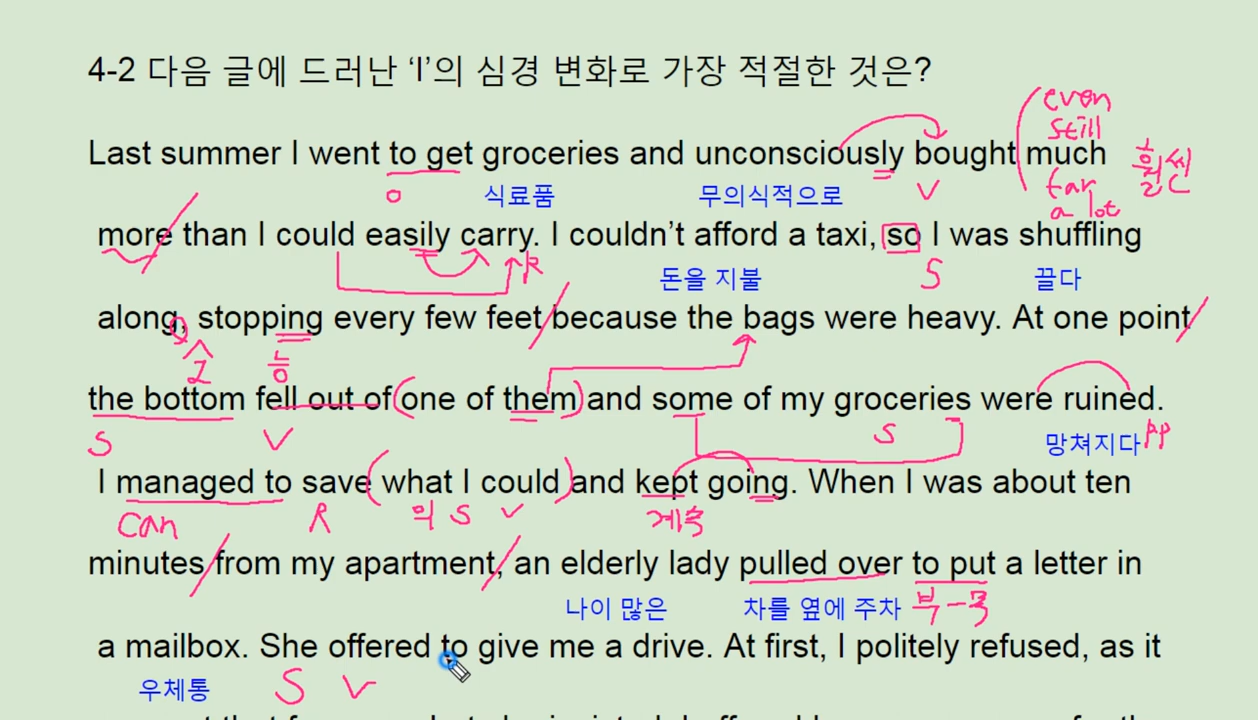 4-2 다음 글에 드러난 ‘I’의 심경 변화로 가장 적절한 것은?
even
still
Last summer I went to get groceries and unconsciously bought much
훨씬
o 식료품 무의식적으로 V far
a lot
more than I could easily carry. I couldn’t afford a taxi, so I was shuffling
R 돈을 지불 S 끌다
along, stopping every few feet because the bags were heavy. At one point
the bottom fell out of one of them and some of my groceries were ruined.
S V S 망쳐지다 pp
I managed to save what I could and kept going. When I was about ten
can R 의 S V 계속
minutes from my apartment, an elderly lady pulled over to put a letter in
나이 많은 차를 옆에 주차 부-목
a mailbox. She offered to give me a drive. At first, I politely refused, as it
우체통 S V